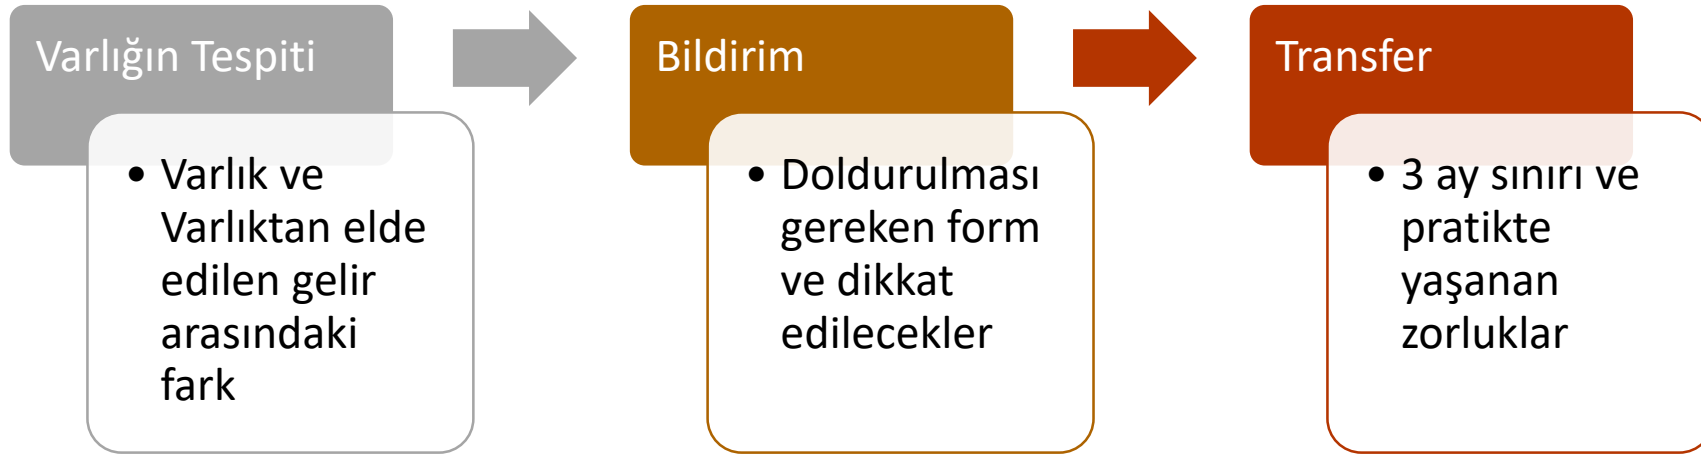 Varlığın Tespiti
• Varlık ve
Varlıktan elde
edilen gelir
arasındaki
fark
Bildirim
• Doldurulması
gereken form
ve dikkat
edilecekler
Transfer
• 3 ay sınırı ve
pratikte
yaşanan
zorluklar